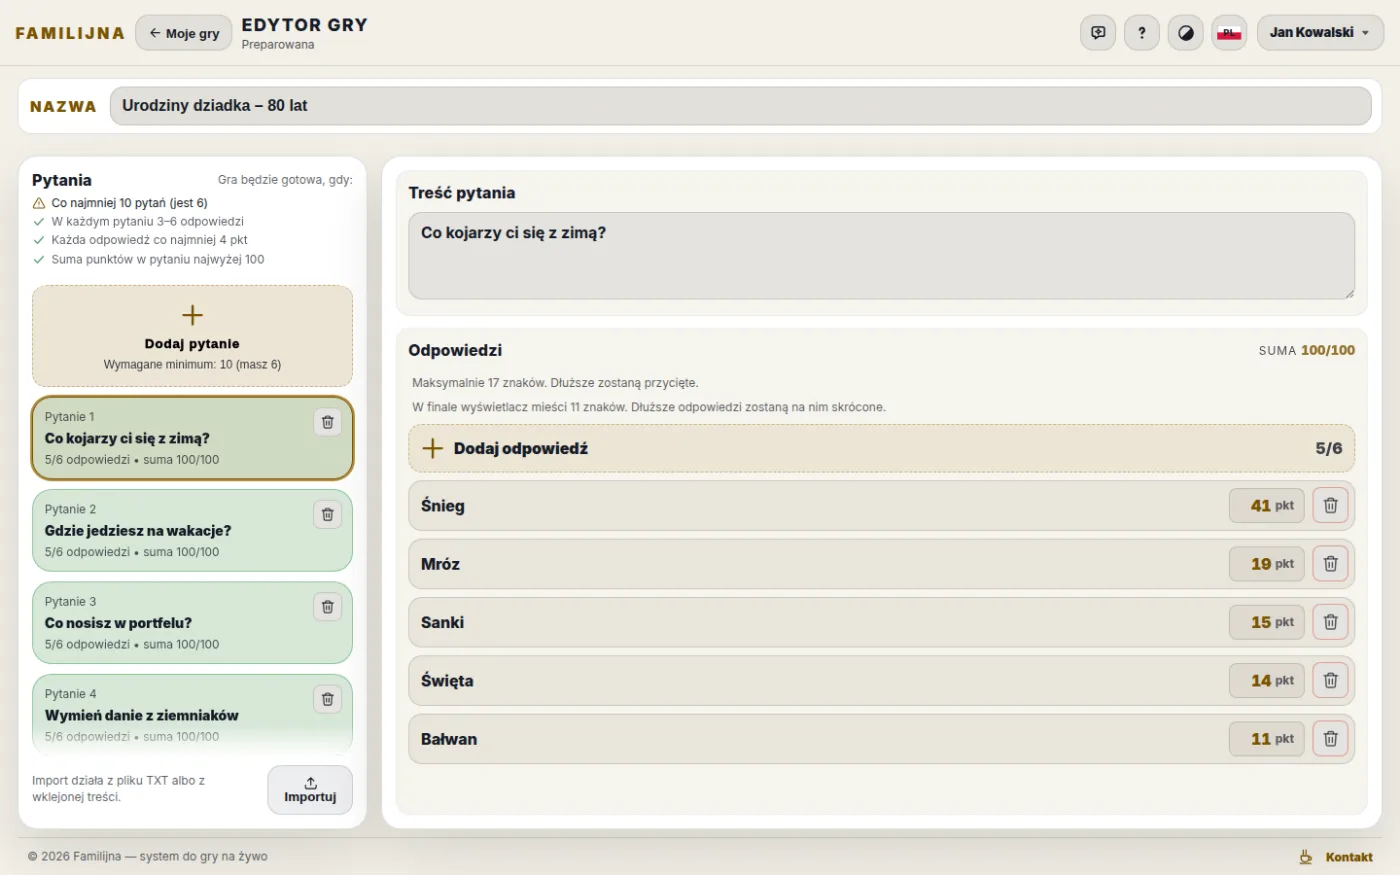 FAMILIJNA
← Moje gry
EDYTOR GRY
Preparowana
?
PL
Jan Kowalski
NAZWA
Urodziny dziadka – 80 lat
Pytania
Gra będzie gotowa, gdy:
Co najmniej 10 pytań (jest 6)
W każdym pytaniu 3–6 odpowiedzi
Każda odpowiedź co najmniej 4 pkt
Suma punktów w pytaniu najwyżej 100
Dodaj pytanie
Wymagane minimum: 10 (masz 6)
Pytanie 1
Co kojarzy ci się z zimą?
5/6 odpowiedzi • suma 100/100
Pytanie 2
Gdzie jedziesz na wakacje?
5/6 odpowiedzi • suma 100/100
Pytanie 3
Co nosisz w portfelu?
5/6 odpowiedzi • suma 100/100
Pytanie 4
Wymień danie z ziemniaków
5/6 odpowiedzi • suma 100/100
Import działa z pliku TXT albo z
wklejonej treści.
Importuj
Treść pytania
Co kojarzy ci się z zimą?
Odpowiedzi
SUMA 100/100
Maksymalnie 17 znaków. Dłuższe zostaną przycięte.
W finale wyświetlacz mieści 11 znaków. Dłuższe odpowiedzi zostaną na nim skrócone.
Dodaj odpowiedź
5/6
Śnieg
41 pkt
Mróz
19 pkt
Sanki
15 pkt
Święta
14 pkt
Bałwan
11 pkt
© 2026 Familijna — system do gry na żywo
Kontakt